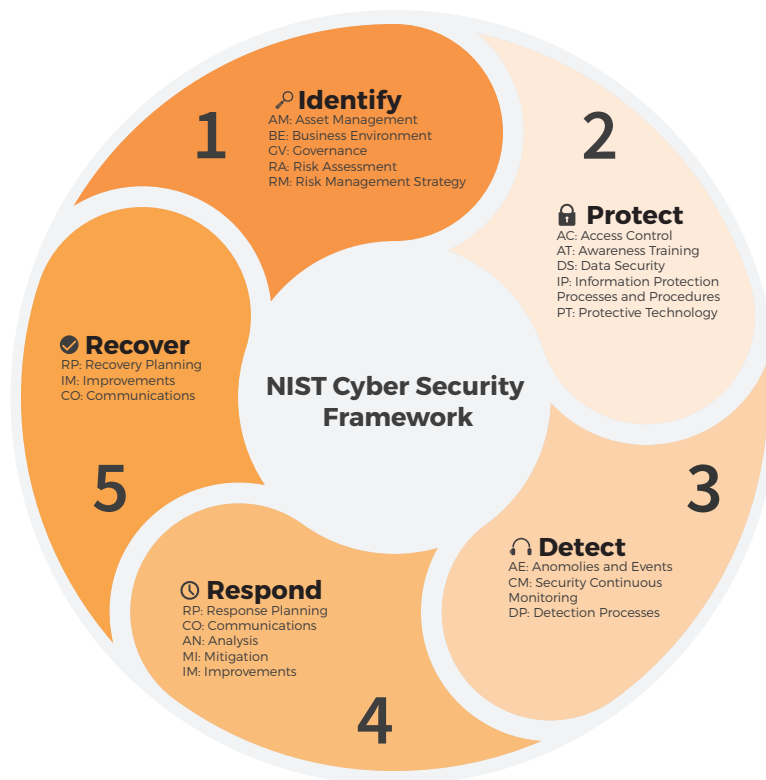 1
Identify
AM: Asset Management
BE: Business Environment
GV: Governance
RA: Risk Assessment
RM: Risk Management Strategy
2
Protect
AC: Access Control
AT: Awareness Training
DS: Data Security
IP: Information Protection
Processes and Procedures
PT: Protective Technology
3
Detect
AE: Anomolies and Events
CM: Security Continuous
Monitoring
DP: Detection Processes
4
Respond
RP: Response Planning
CO: Communications
AN: Analysis
MI: Mitigation
IM: Improvements
5
Recover
RP: Recovery Planning
IM: Improvements
CO: Communications
NIST Cyber Security
Framework